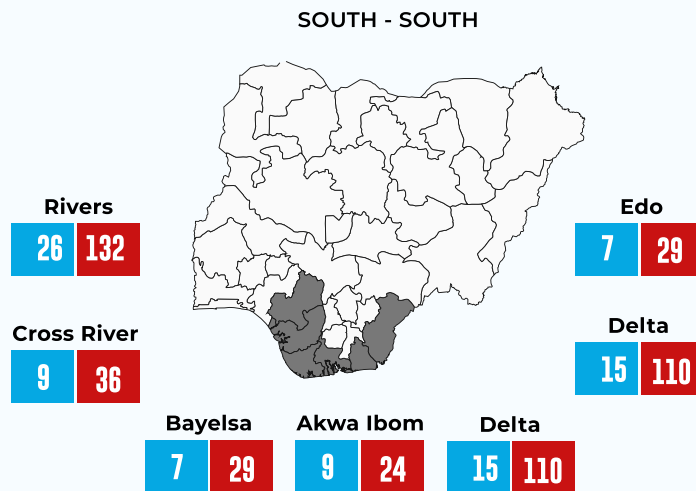 SOUTH - SOUTH
Rivers
26 132
Edo
7 29
Cross River
9 36
Delta
15 110
Bayelsa
7 29
Akwa Ibom
9 24
Delta
15 110